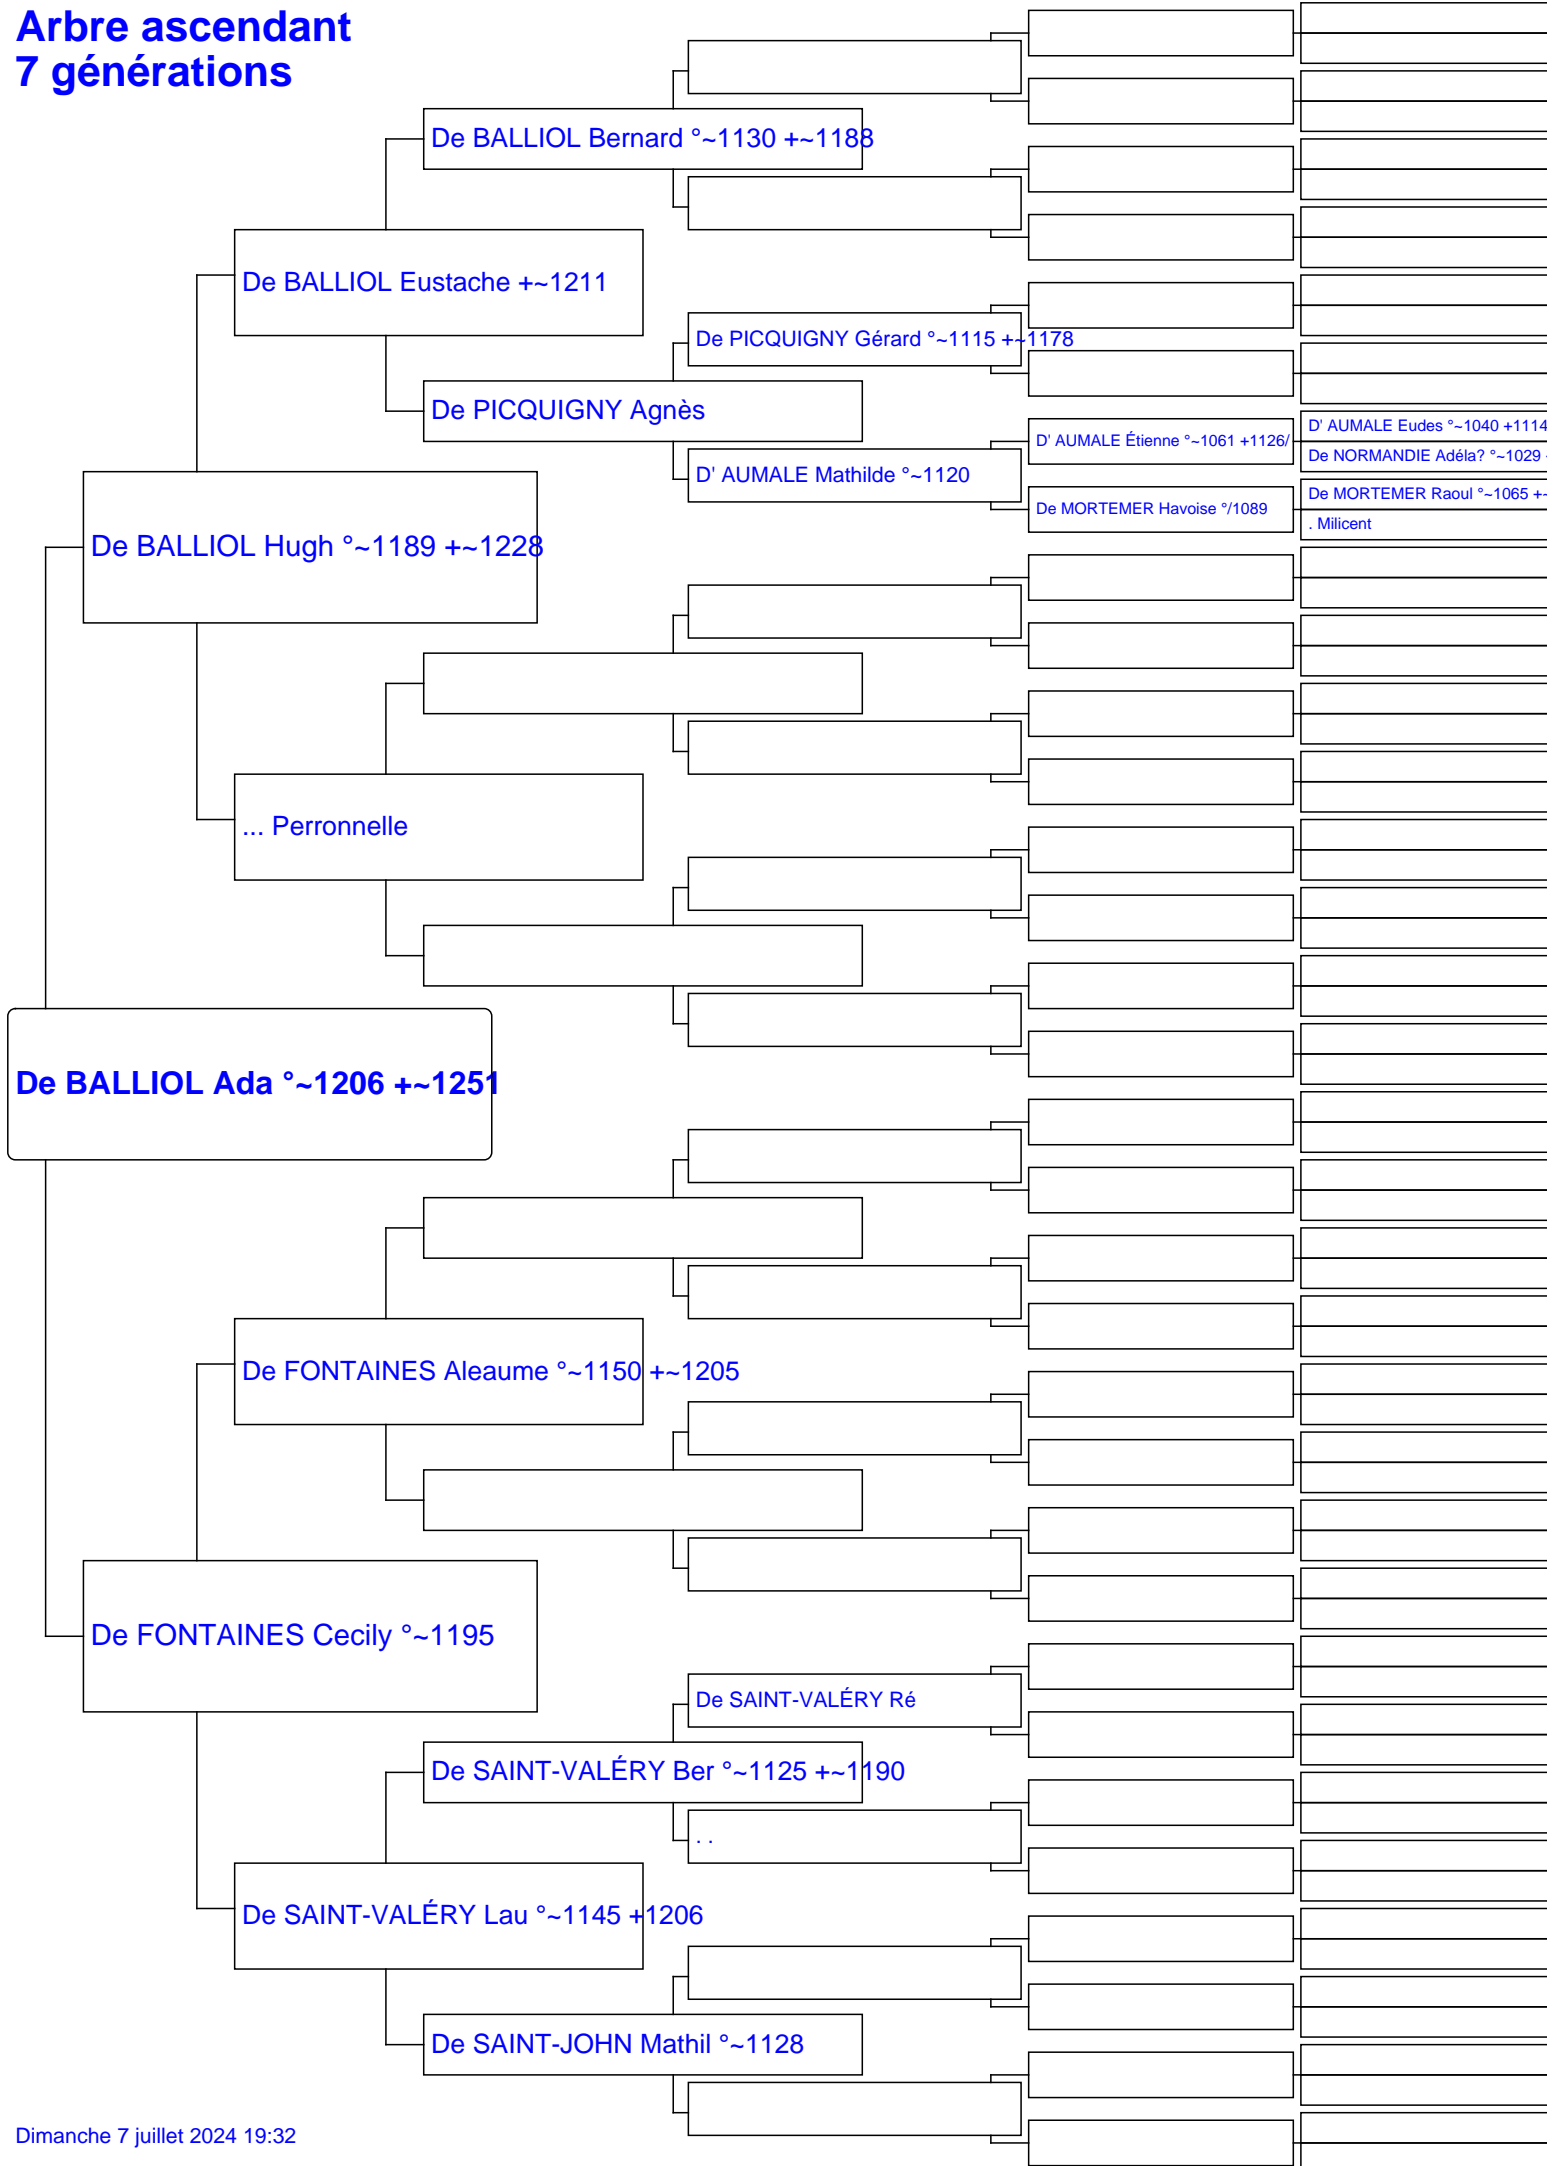 Arbre ascendant
7 générations
De BALLIOL Bernard °~1130 +~1188
De BALLIOL Eustache +~1211
De PICQUIGNY Gérard °~1115 +~1178
De PICQUIGNY Agnès
D' AUMALE Eudes °~1040 +1114
D' AUMALE Étienne °~1061 +1126/
De NORMANDIE Adéla? °~1029
D' AUMALE Mathilde °~1120
De MORTEMER Raoul °~1065 +~
De MORTEMER Havoise °/1089
. Milicent
De BALLIOL Hugh °~1189 +~1228
... Perronnelle
De BALLIOL Ada °~1206 +~1251
De FONTAINES Aleaume °~1150 +~1205
De FONTAINES Cecily °~1195
De SAINT-VALÉRY Ré
De SAINT-VALÉRY Ber °~1125 +~1190
. .
De SAINT-VALÉRY Lau °~1145 +1206
De SAINT-JOHN Mathil °~1128
Dimanche 7 juillet 2024 19:32